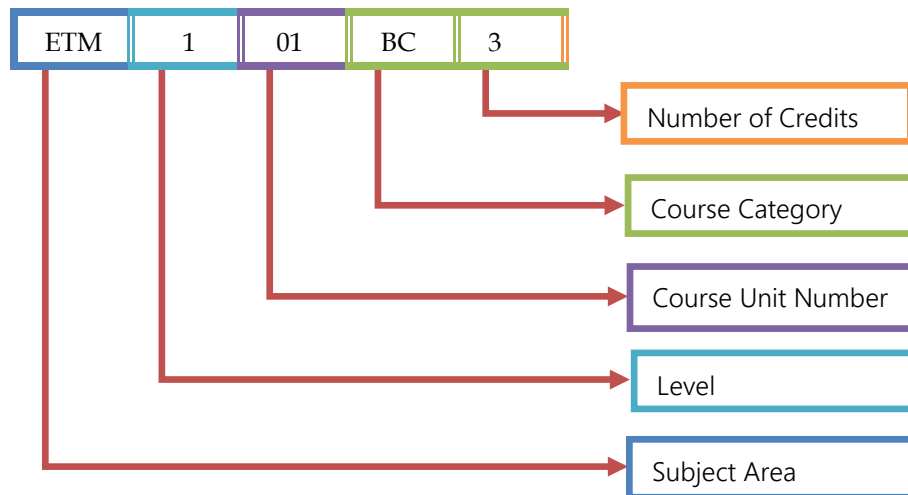 ETM 1 01 BC 3
Number of Credits
Course Category
Course Unit Number
Level
Subject Area